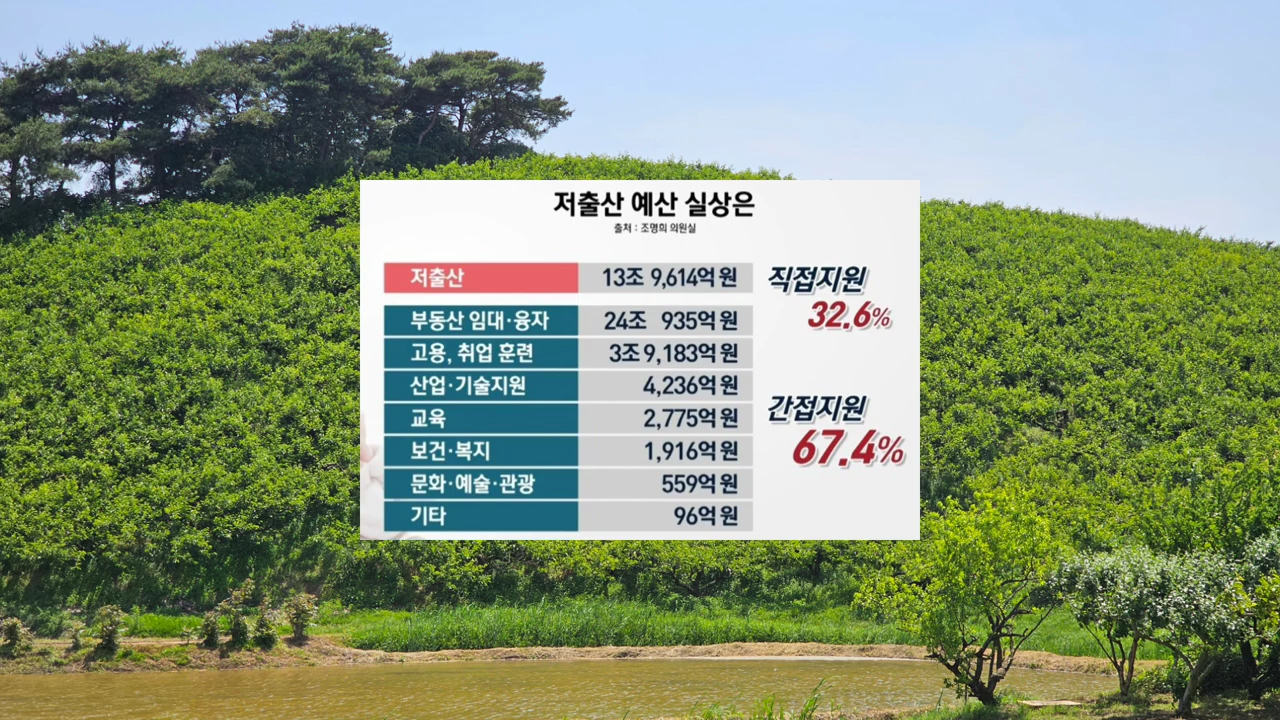 저출산 예산 실상은
출처 : 조명희 의원실
저출산 13조 9,614억 원
직접지원
32.6%
부동산 임대·융자 24조 935억 원
고용, 취업 훈련 3조 9,183억 원
산업·기술지원 4,236억 원
교육 2,775억 원
간접지원
67.4%
보건·복지 1,916억 원
문화·예술·관광 559억 원
기타 96억 원